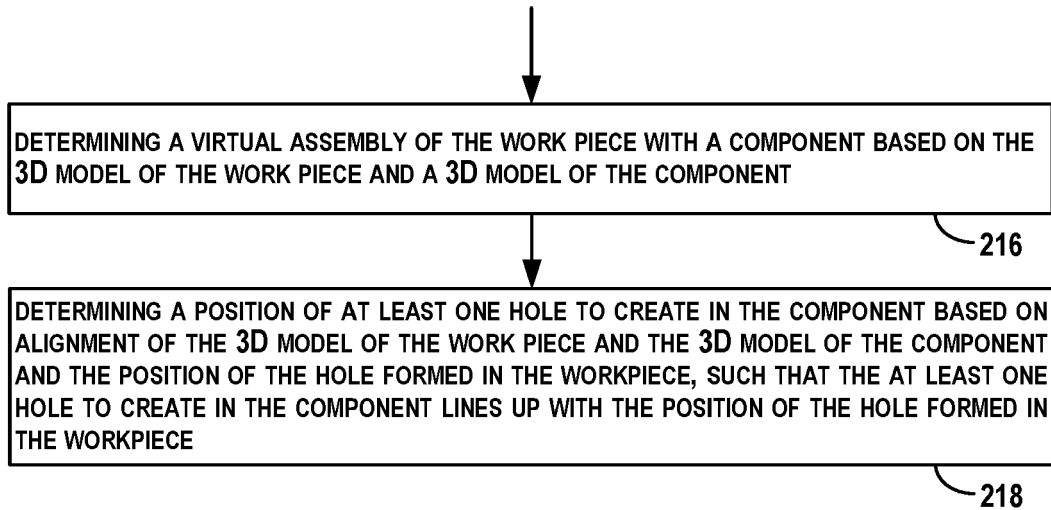 DETERMINING A VIRTUAL ASSEMBLY OF THE WORK PIECE WITH A COMPONENT BASED ON THE
3D MODEL OF THE WORK PIECE AND A 3D MODEL OF THE COMPONENT
216
DETERMINING A POSITION OF AT LEAST ONE HOLE TO CREATE IN THE COMPONENT BASED ON
ALIGNMENT OF THE 3D MODEL OF THE WORK PIECE AND THE 3D MODEL OF THE COMPONENT
AND THE POSITION OF THE HOLE FORMED IN THE WORKPIECE, SUCH THAT THE AT LEAST ONE
HOLE TO CREATE IN THE COMPONENT LINES UP WITH THE POSITION OF THE HOLE FORMED IN
THE WORKPIECE
218